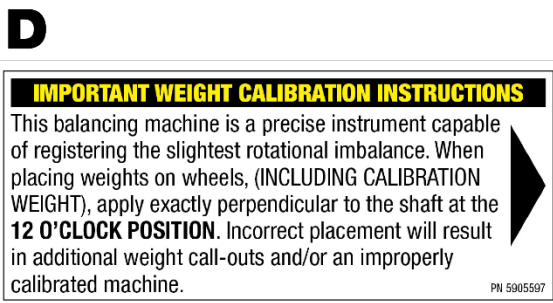 D
IMPORTANT WEIGHT CALIBRATION INSTRUCTIONS
This balancing machine is a precise instrument capable
of registering the slightest rotational imbalance. When
placing weights on wheels, (INCLUDING CALIBRATION
WEIGHT), apply exactly perpendicular to the shaft at the
12 O’CLOCK POSITION. Incorrect placement will result
in additional weight call-outs and/or an improperly
calibrated machine.
PN 5905597